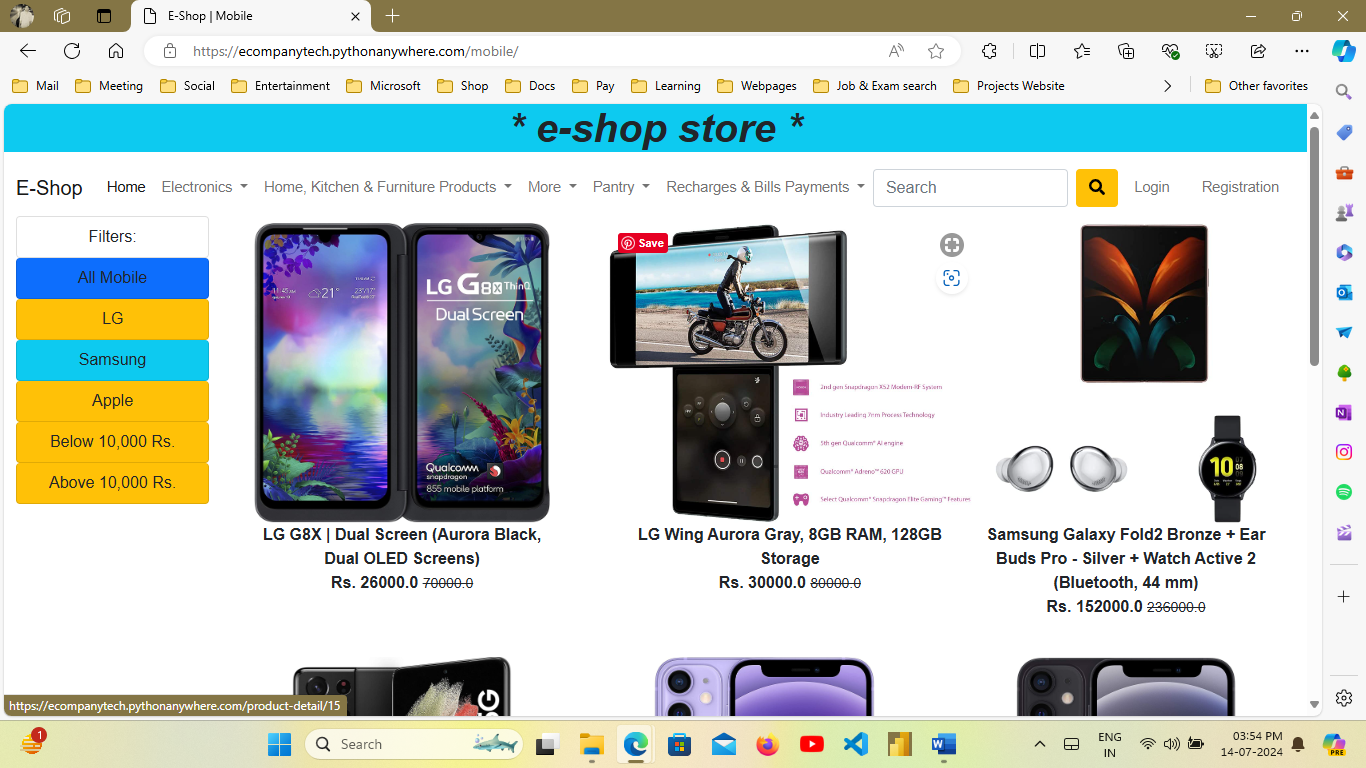 E-Shop | Mobile
https://ecompanytech.pythonanywhere.com/mobile/
Mail Meeting Social Entertainment Microsoft Shop Docs Pay Learning Webpages Job & Exam search Projects Website Other favorites
* e-shop store *
E-Shop Home Electronics Home, Kitchen & Furniture Products More Pantry Recharges & Bills Payments Search Login Registration
Filters:
All Mobile
LG
Samsung
Apple
Below 10,000 Rs.
Above 10,000 Rs.
21°
LG G8X ThinQ
Dual Screen
Qualcomm
snapdragon
855 mobile platform
LG G8X | Dual Screen (Aurora Black,
Dual OLED Screens)
Rs. 26000.0 70000.0
Save
2nd gen Snapdragon X52 Modem-RF System
Industry Leading 7nm Process Technology
5th gen Qualcomm® AI engine
Qualcomm® Adreno™ 620 GPU
Select Qualcomm® Snapdragon Elite Gaming™ Features
LG Wing Aurora Gray, 8GB RAM, 128GB
Storage
Rs. 30000.0 80000.0
10
Samsung Galaxy Fold2 Bronze + Ear
Buds Pro - Silver + Watch Active 2
(Bluetooth, 44 mm)
Rs. 152000.0 236000.0
5G
https://ecompanytech.pythonanywhere.com/product-detail/15
1
Search
ENG
IN
03:54 PM
14-07-2024
PRE